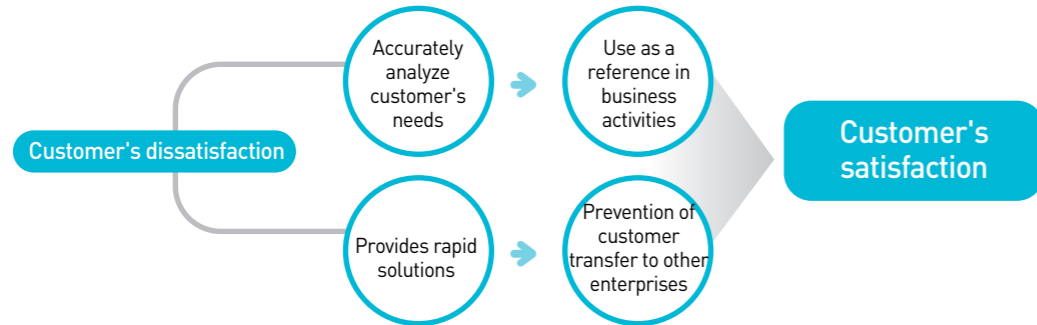 Customer's dissatisfaction
Accurately
analyze
customer's
needs
Use as a
reference in
business
activities
Provides rapid
solutions
Prevention of
customer
transfer to other
enterprises
Customer's
satisfaction